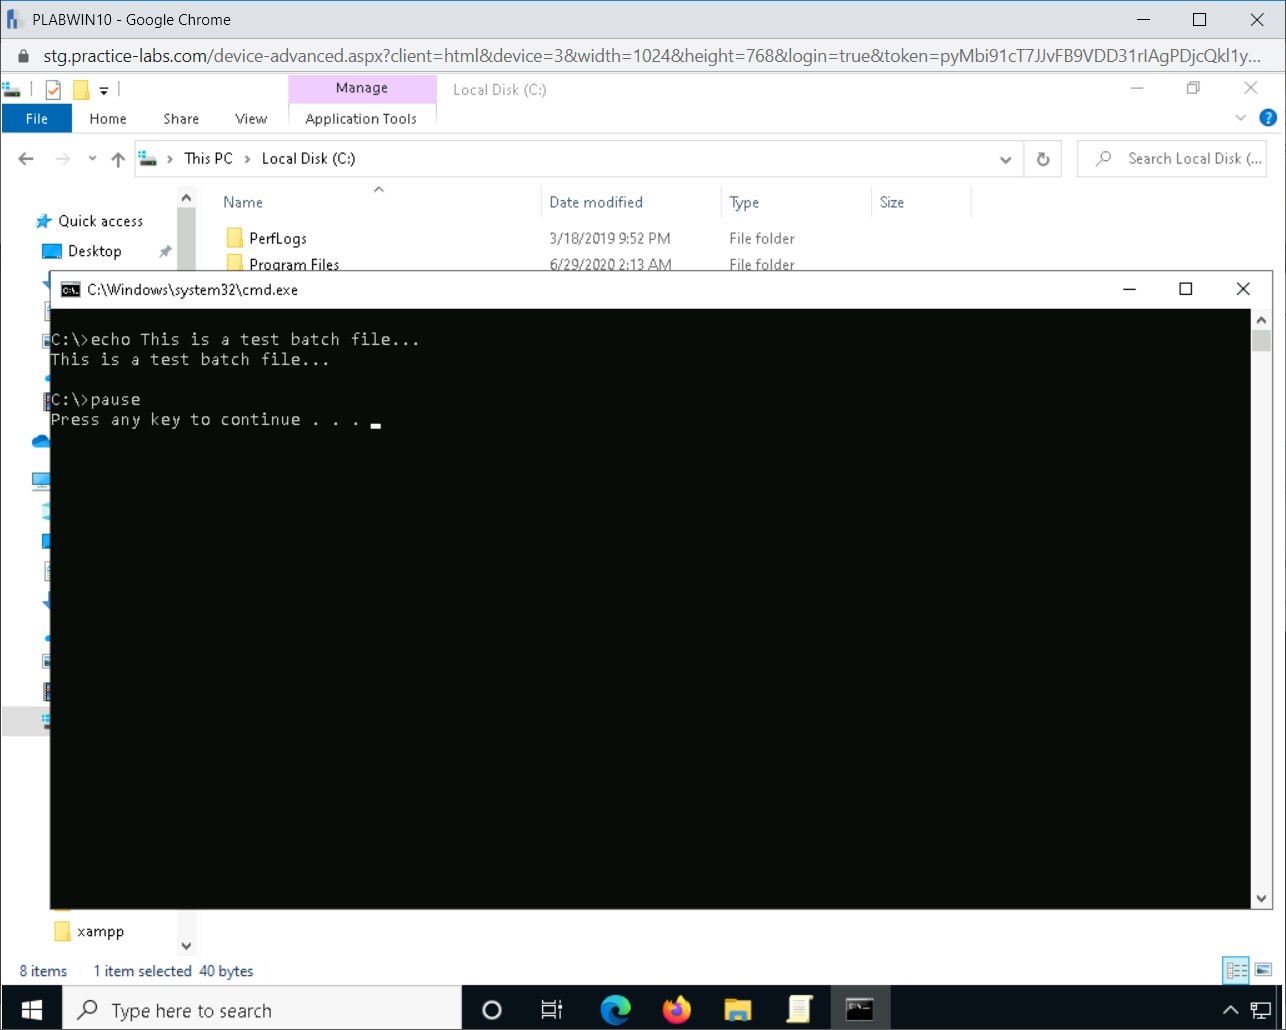 PLABWIN10 - Google Chrome
stg.practice-labs.com/device-advanced.aspx?client=html&device=3&width=1024&height=768&login=true&token=pyMbi91cT7JJvFB9VDD31rIAgPDjcQkl1y...
Manage
Local Disk (C:)
File
Home
Share
View
Application Tools
This PC > Local Disk (C:)
Search Local Disk (...
Name
Date modified
Type
Size
Quick access
Desktop
PerfLogs
3/18/2019 9:52 PM
File folder
Program Files
6/29/2020 2:13 AM
File folder
C:\Windows\system32\cmd.exe
C:\>echo This is a test batch file...
This is a test batch file...
C:\>pause
Press any key to continue . . .
xampp
8 items
1 item selected 40 bytes
Type here to search